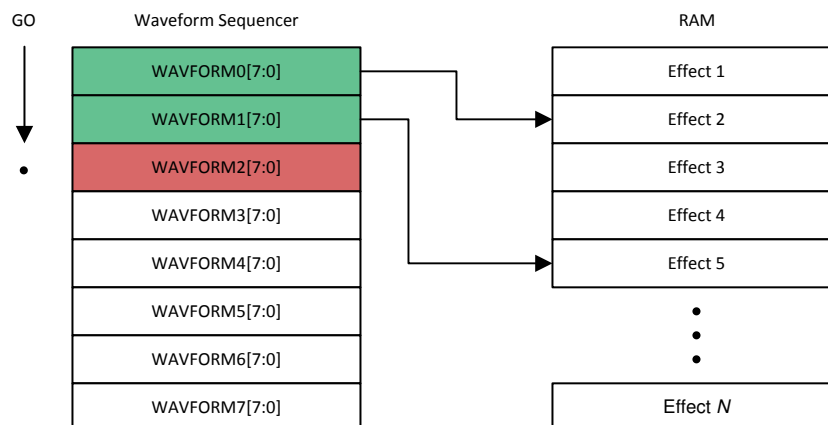 GO
Waveform Sequencer
RAM
WAVFORM0[7:0]
WAVFORM1[7:0]
WAVFORM2[7:0]
WAVFORM3[7:0]
WAVFORM4[7:0]
WAVFORM5[7:0]
WAVFORM6[7:0]
WAVFORM7[7:0]
Effect 1
Effect 2
Effect 3
Effect 4
Effect 5
Effect N